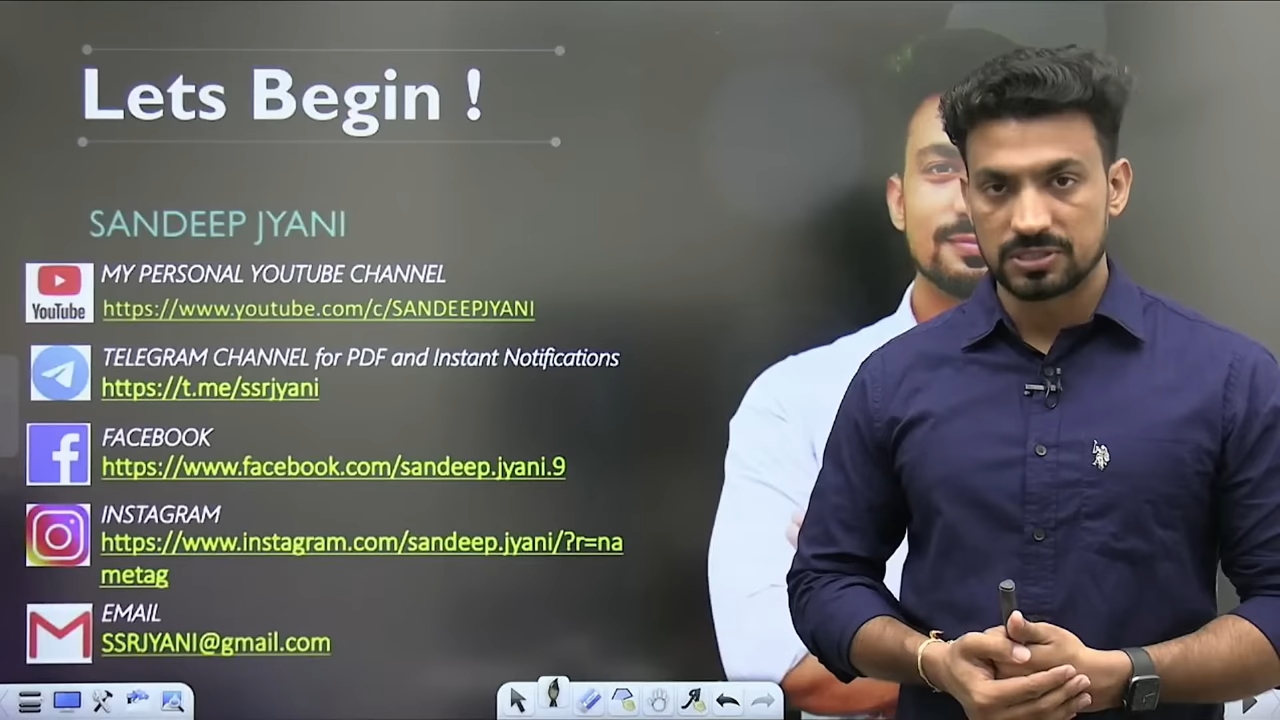 Lets Begin !
SANDEEP JYANI
MY PERSONAL YOUTUBE CHANNEL
https://www.youtube.com/c/SANDEEPJYANI
YouTube
TELEGRAM CHANNEL for PDF and Instant Notifications
https://t.me/ssrjyani
FACEBOOK
https://www.facebook.com/sandeep.jyani.9
INSTAGRAM
https://www.instagram.com/sandeep.jyani/?r=na
metag
EMAIL
SSRJYANI@gmail.com